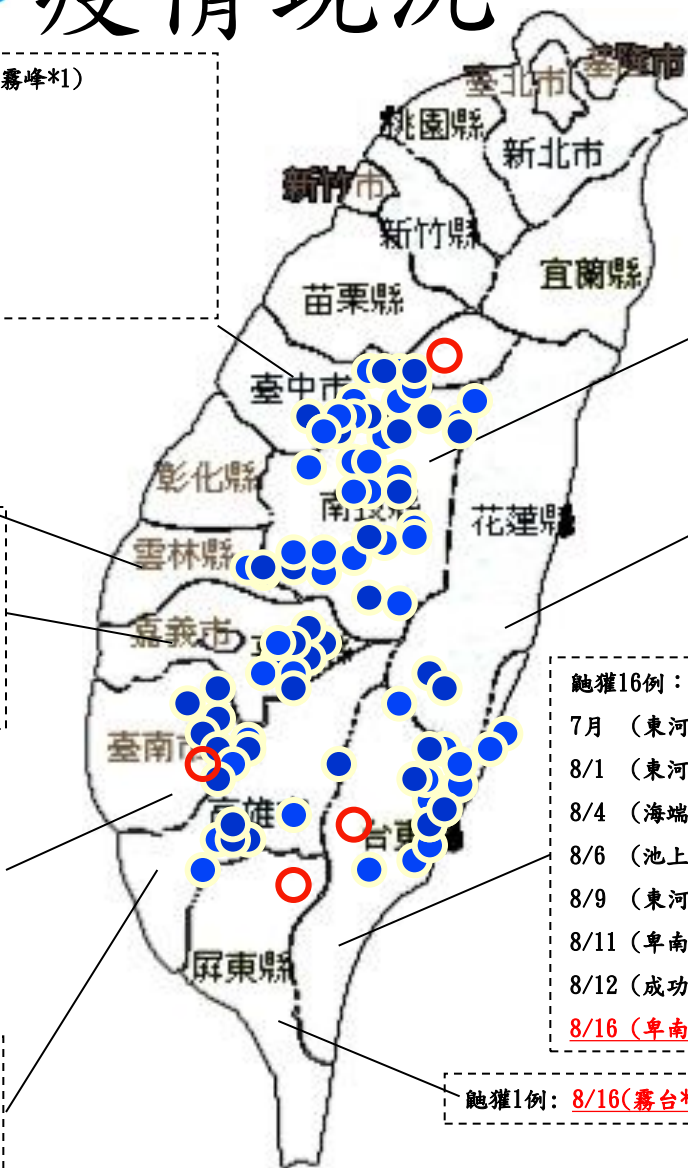 疫情現況
霧峰*1)
臺北市
基隆市
桃園縣
新北市
新竹市
新竹縣
宜蘭縣
苗栗縣
臺中市
彰化縣
南投縣
花蓮縣
雲林縣
嘉義市
臺南市
高雄
台東
屏東縣
鼬獾16例：
7月 （東河
8/1 （東河
8/4 （海端
8/6 （池上
8/9 （東河
8/11（卑南
8/12（成功
8/16（卑南
鼬獾1例: 8/16(霧台*